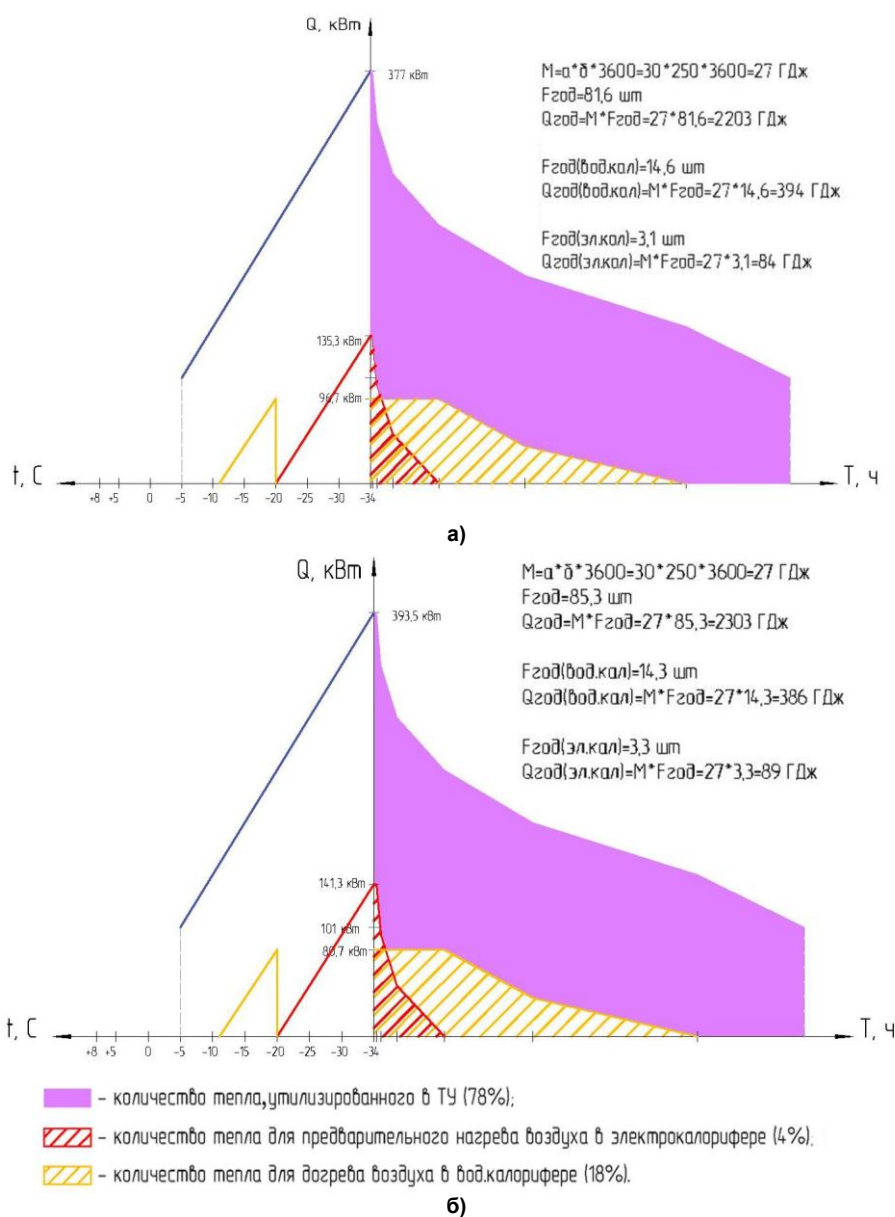 Q, кВт
377 кВт
M=a*δ*3600=30*250*3600=27 ГДж
Fгод=81,6 шт
Qгод=M*Fгод=27*81,6=2203 ГДж
Fгод(вод.кал)=14,6 шт
Qгод(вод.кал)=M*Fгод=27*14,6=394 ГДж
Fгод(эл.кал)=3,1 шт
Qгод(эл.кал)=M*Fгод=27*3,1=84 ГДж
135,3 кВт
96,7 кВт
t, C
T, ч
+8 +5 0 -5 -10 -15 -20 -25 -30 -34
а)
Q, кВт
393,5 кВт
M=a*δ*3600=30*250*3600=27 ГДж
Fгод=85,3 шт
Qгод=M*Fгод=27*85,3=2303 ГДж
Fгод(вод.кал)=14,3 шт
Qгод(вод.кал)=M*Fгод=27*14,3=386 ГДж
Fгод(эл.кал)=3,3 шт
Qгод(эл.кал)=M*Fгод=27*3,3=89 ГДж
141,3 кВт
101 кВт
80,7 кВт
t, C
T, ч
+8 +5 0 -5 -10 -15 -20 -25 -30 -34
– количество тепла,утилизированного в ТУ (78%);
– количество тепла для предварительного нагрева воздуха в электрокалорифере (4%);
– количество тепла для догрева воздуха в вод.калорифере (18%).
б)